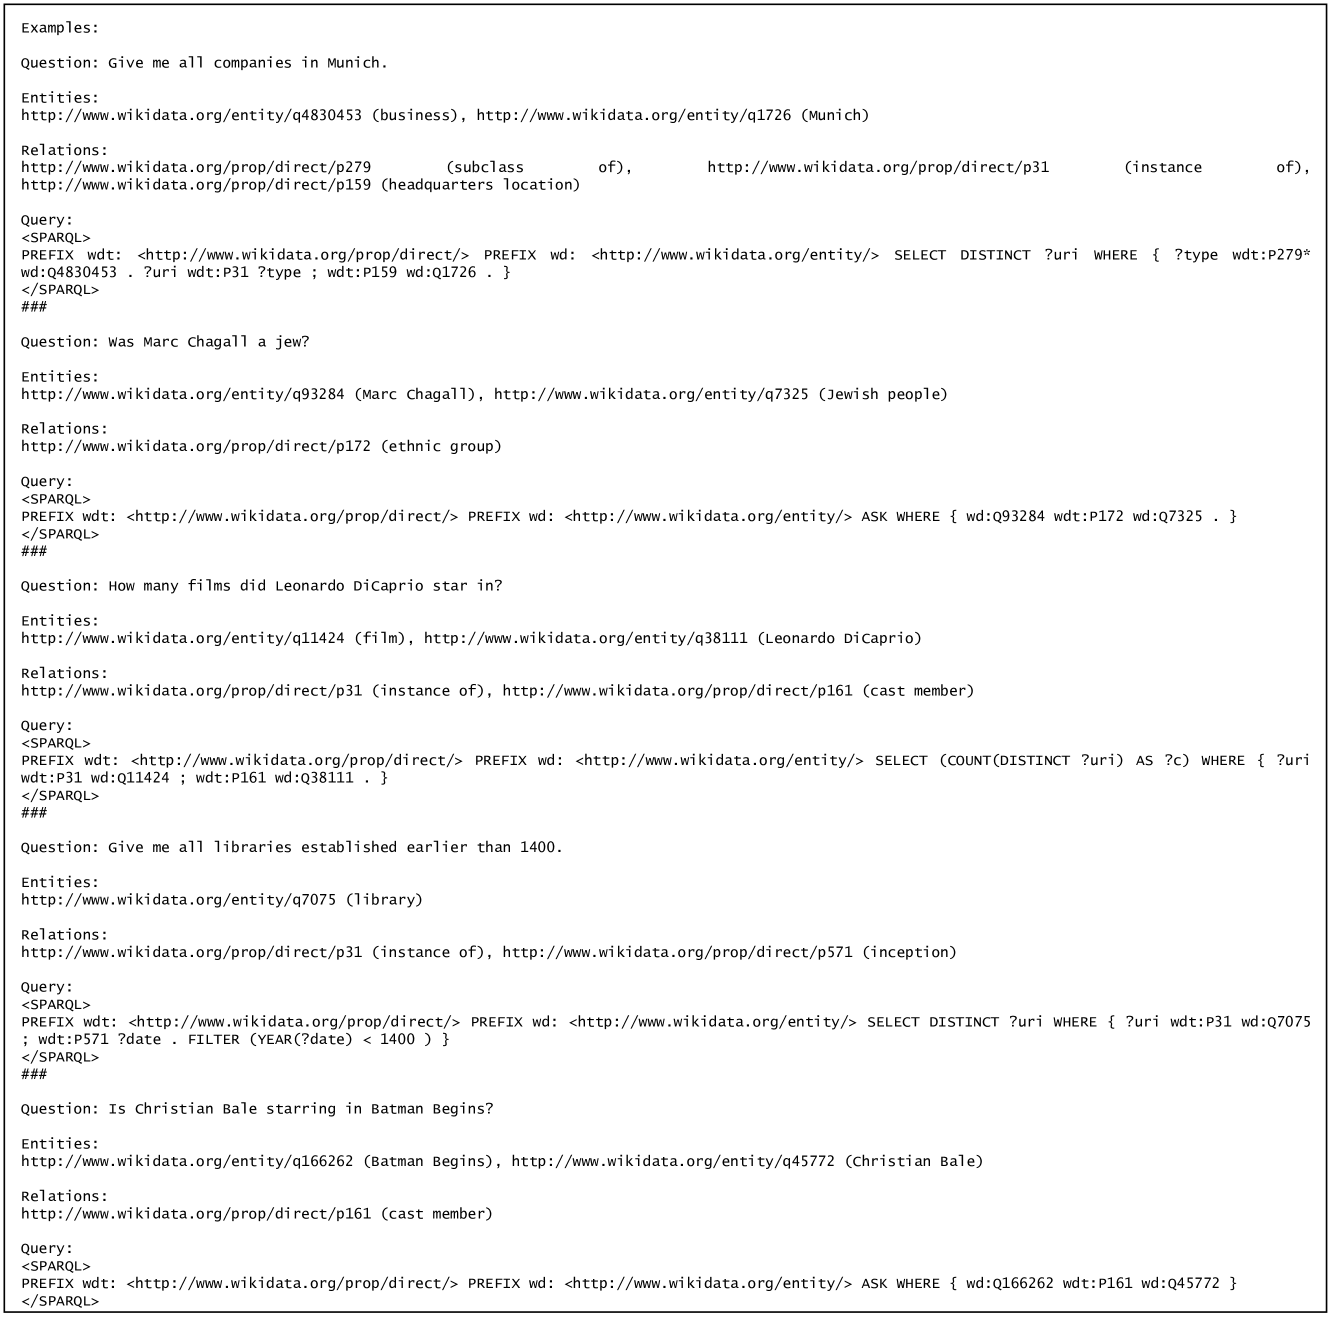 Examples:
Question: Give me all companies in Munich.
Entities:
http://www.wikidata.org/entity/q4830453 (business), http://www.wikidata.org/entity/q1726 (Munich)
Relations:
http://www.wikidata.org/prop/direct/p279 (subclass of), http://www.wikidata.org/prop/direct/p31 (instance of),
http://www.wikidata.org/prop/direct/p159 (headquarters location)
Query:
<SPARQL>
PREFIX wdt: <http://www.wikidata.org/prop/direct/> PREFIX wd: <http://www.wikidata.org/entity/> SELECT DISTINCT ?uri WHERE { ?type wdt:P279*
wd:Q4830453 . ?uri wdt:P31 ?type ; wdt:P159 wd:Q1726 . }
</SPARQL>
###
Question: Was Marc Chagall a jew?
Entities:
http://www.wikidata.org/entity/q93284 (Marc Chagall), http://www.wikidata.org/entity/q7325 (Jewish people)
Relations:
http://www.wikidata.org/prop/direct/p172 (ethnic group)
Query:
<SPARQL>
PREFIX wdt: <http://www.wikidata.org/prop/direct/> PREFIX wd: <http://www.wikidata.org/entity/> ASK WHERE { wd:Q93284 wdt:P172 wd:Q7325 . }
</SPARQL>
###
Question: How many films did Leonardo DiCaprio star in?
Entities:
http://www.wikidata.org/entity/q11424 (film), http://www.wikidata.org/entity/q38111 (Leonardo DiCaprio)
Relations:
http://www.wikidata.org/prop/direct/p31 (instance of), http://www.wikidata.org/prop/direct/p161 (cast member)
Query:
<SPARQL>
PREFIX wdt: <http://www.wikidata.org/prop/direct/> PREFIX wd: <http://www.wikidata.org/entity/> SELECT (COUNT(DISTINCT ?uri) AS ?c) WHERE { ?uri
wdt:P31 wd:Q11424 ; wdt:P161 wd:Q38111 . }
</SPARQL>
###
Question: Give me all libraries established earlier than 1400.
Entities:
http://www.wikidata.org/entity/q7075 (library)
Relations:
http://www.wikidata.org/prop/direct/p31 (instance of), http://www.wikidata.org/prop/direct/p571 (inception)
Query:
<SPARQL>
PREFIX wdt: <http://www.wikidata.org/prop/direct/> PREFIX wd: <http://www.wikidata.org/entity/> SELECT DISTINCT ?uri WHERE { ?uri wdt:P31 wd:Q7075
; wdt:P571 ?date . FILTER (YEAR(?date) < 1400 ) }
</SPARQL>
###
Question: Is Christian Bale starring in Batman Begins?
Entities:
http://www.wikidata.org/entity/q166262 (Batman Begins), http://www.wikidata.org/entity/q45772 (Christian Bale)
Relations:
http://www.wikidata.org/prop/direct/p161 (cast member)
Query:
<SPARQL>
PREFIX wdt: <http://www.wikidata.org/prop/direct/> PREFIX wd: <http://www.wikidata.org/entity/> ASK WHERE { wd:Q166262 wdt:P161 wd:Q45772 }
</SPARQL>